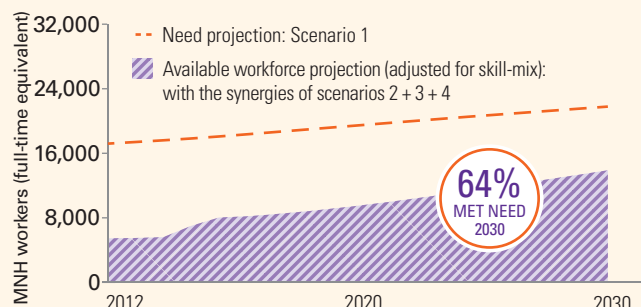 MNH workers (full-time equivalent)
32,000
24,000
16,000
8,000
0
Need projection: Scenario 1
Available workforce projection (adjusted for skill-mix):
with the synergies of scenarios 2 + 3 + 4
64%
MET NEED
2030
2012
2020
2030